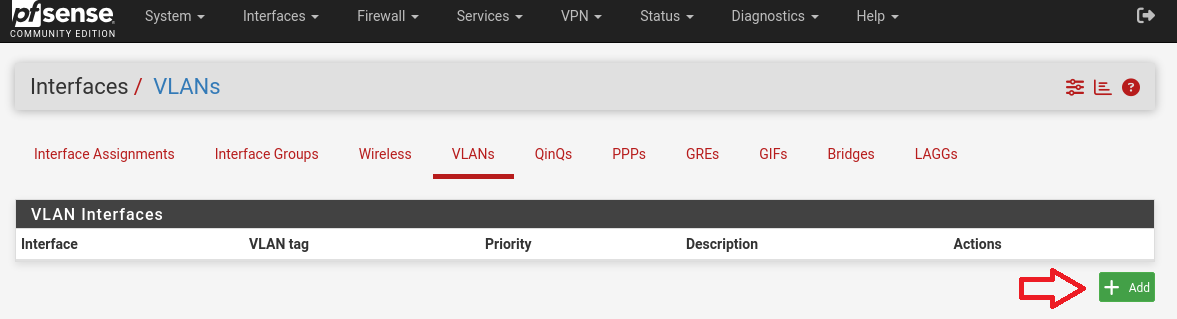 pfsense
COMMUNITY EDITION
System Interfaces Firewall Services VPN Status Diagnostics Help
Interfaces / VLANs
Interface Assignments Interface Groups Wireless VLANs QinQs PPPs GREs GIFs Bridges LAGGs
VLAN Interfaces
Interface VLAN tag Priority Description Actions
+ Add